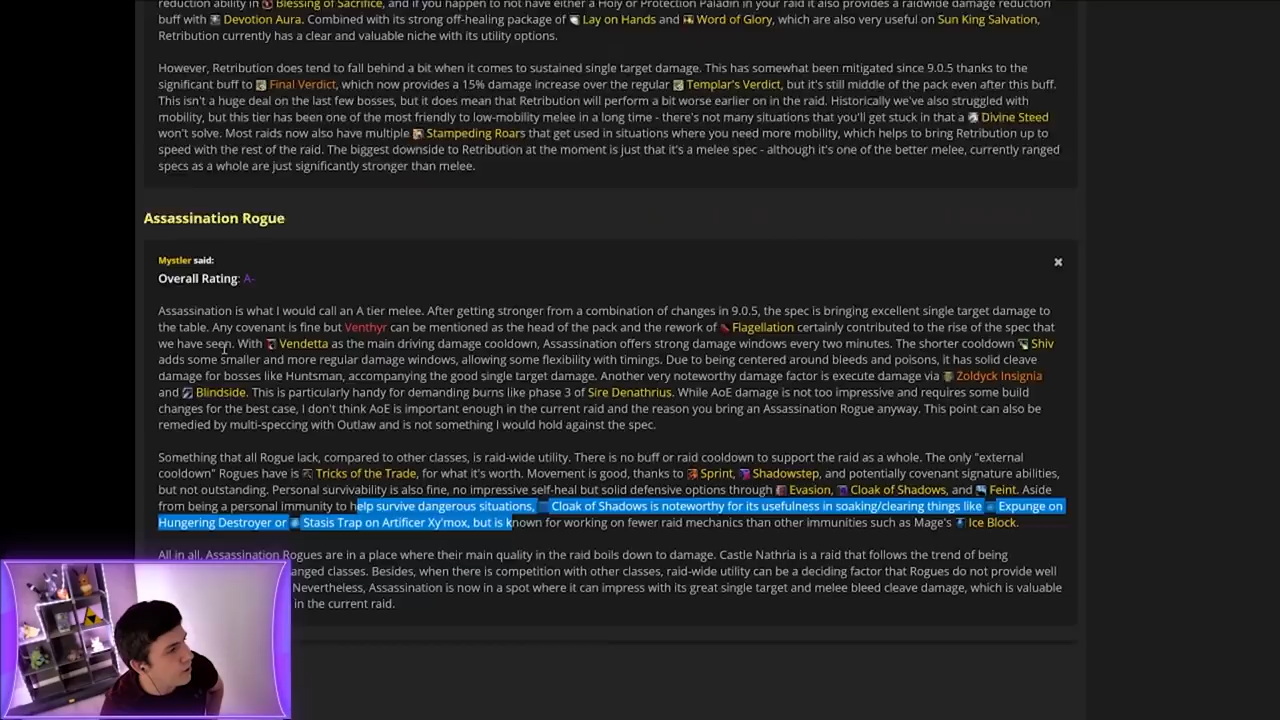 reduction ability in Blessing of Sacrifice, and if you happen to not have either a Holy or Protection Paladin in your raid it also provides a raidwide damage reduction
buff with Devotion Aura. Combined with its strong off-healing package of Lay on Hands and Word of Glory, which are also very useful on Sun King Salvation,
Retribution currently has a clear and valuable niche with its utility options.
However, Retribution does tend to fall behind a bit when it comes to sustained single target damage. This has somewhat been mitigated since 9.0.5 thanks to the
significant buff to Final Verdict, which now provides a 15% damage increase over the regular Templar's Verdict, but it's still middle of the pack even after this buff.
This isn't a huge deal on the last few bosses, but it does mean that Retribution will perform a bit worse earlier on in the raid. Historically we've also struggled with
mobility, but this tier has been one of the most friendly to low-mobility melee in a long time - there's not many situations that you'll get stuck in that a Divine Steed
won't solve. Most raids now also have multiple Stampeding Roars that get used in situations where you need more mobility, which helps to bring Retribution up to
speed with the rest of the raid. The biggest downside to Retribution at the moment is just that it's a melee spec - although it's one of the better melee, currently ranged
specs as a whole are just significantly stronger than melee.
Assassination Rogue
Mystler said:
Overall Rating: A-
Assassination is what I would call an A tier melee. After getting stronger from a combination of changes in 9.0.5, the spec is bringing excellent single target damage to
the table. Any covenant is fine but Venthyr can be mentioned as the head of the pack and the rework of Flagellation certainly contributed to the rise of the spec that
we have seen. With Vendetta as the main driving damage cooldown, Assassination offers strong damage windows every two minutes. The shorter cooldown Shiv
adds some smaller and more regular damage windows, allowing some flexibility with timings. Due to being centered around bleeds and poisons, it has solid cleave
damage for bosses like Huntsman, accompanying the good single target damage. Another very noteworthy damage factor is execute damage via Zoldyck Insignia
and Blindside. This is particularly handy for demanding burns like phase 3 of Sire Denathrius. While AoE damage is not too impressive and requires some build
changes for the best case, I don't think AoE is important enough in the current raid and the reason you bring an Assassination Rogue anyway. This point can also be
remedied by multi-speccing with Outlaw and is not something I would hold against the spec.
Something that all Rogue lack, compared to other classes, is raid-wide utility. There is no buff or raid cooldown to support the raid as a whole. The only "external
cooldown" Rogues have is Tricks of the Trade, for what it's worth. Movement is good, thanks to Sprint, Shadowstep, and potentially covenant signature abilities,
but not outstanding. Personal survivability is also fine, no impressive self-heal but solid defensive options through Evasion, Cloak of Shadows, and Feint. Aside
from being a personal immunity to help survive dangerous situations, Cloak of Shadows is noteworthy for its usefulness in soaking/clearing things like Expunge on
Hungering Destroyer or Stasis Trap on Artificer Xy'mox, but is known for working on fewer raid mechanics than other immunities such as Mage's Ice Block.
All in all, Assassination Rogues are in a place where their main quality in the raid boils down to damage. Castle Nathria is a raid that follows the trend of being
anged classes. Besides, when there is competition with other classes, raid-wide utility can be a deciding factor that Rogues do not provide well
Nevertheless, Assassination is now in a spot where it can impress with its great single target and melee bleed cleave damage, which is valuable
in the current raid.